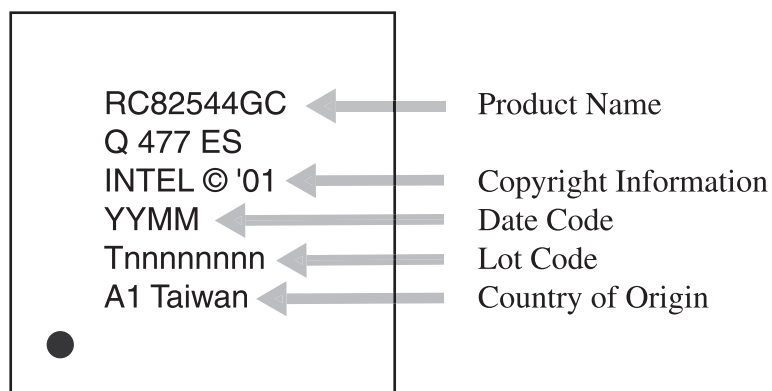 RC82544GC Product Name
Q 477 ES
INTEL © '01 Copyright Information
YYMM Date Code
Tnnnnnnnn Lot Code
A1 Taiwan Country of Origin